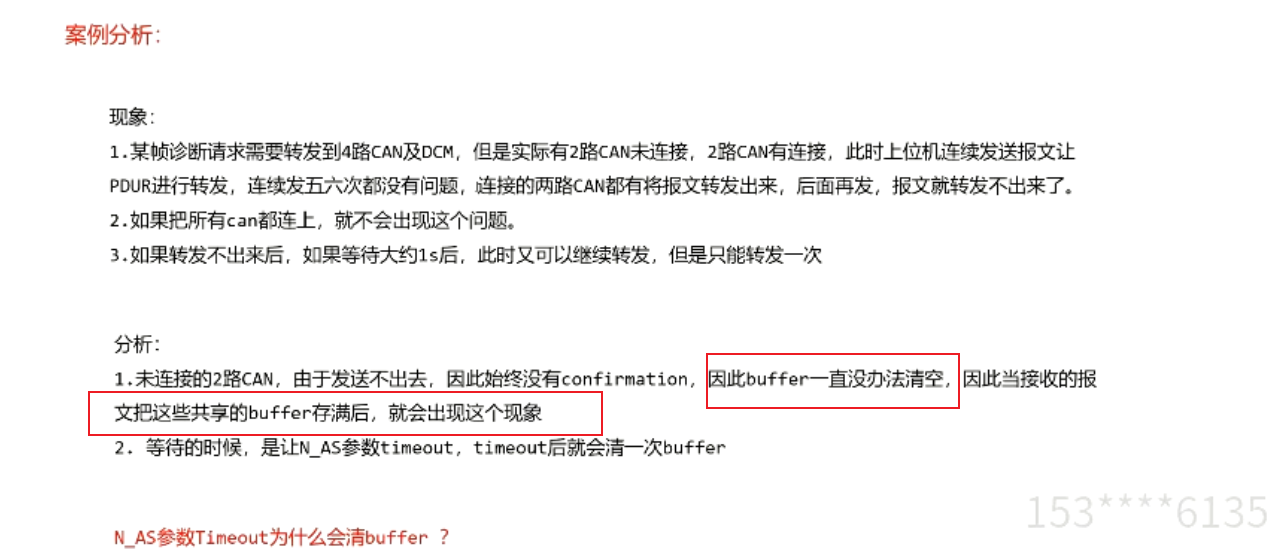 案例分析：
现象：
1.某帧诊断请求需要转发到4路CAN及DCM，但是实际有2路CAN未连接，2路CAN有连接，此时上位机连续发送报文让
PDUR进行转发，连续发五六次都没有问题，连接的两路CAN都有将报文转发出来，后面再发，报文就转发不出来了。
2.如果把所有can都连上，就不会出现这个问题。
3.如果转发不出来后，如果等待大约1s后，此时又可以继续转发，但是只能转发一次
分析：
1.未连接的2路CAN，由于发送不出去，因此始终没有confirmation，因此buffer一直没办法清空，因此当接收的报
文把这些共享的buffer存满后，就会出现这个现象
2. 等待的时候，是让N_AS参数timeout，timeout后就会清一次buffer
153****6135
N_AS参数Timeout为什么会清buffer ？